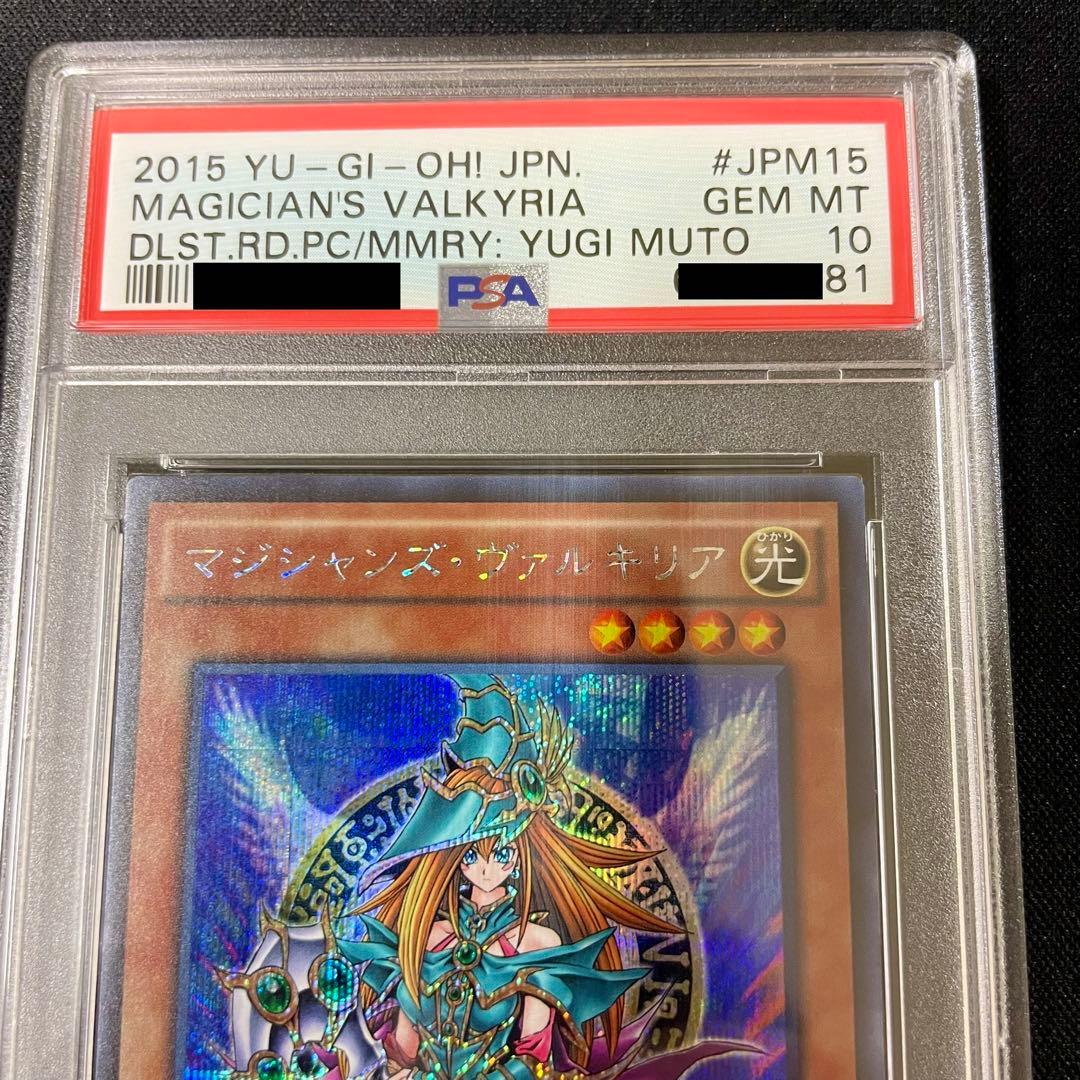 2015 YU-GI-OH! JPN. #JPM15
MAGICIAN'S VALKYRIA GEM MT
DLST.RD.PC/MMRY: YUGI MUTO 10
PSA 81
マジシャンズ・ヴァルキリア
ひかり
光